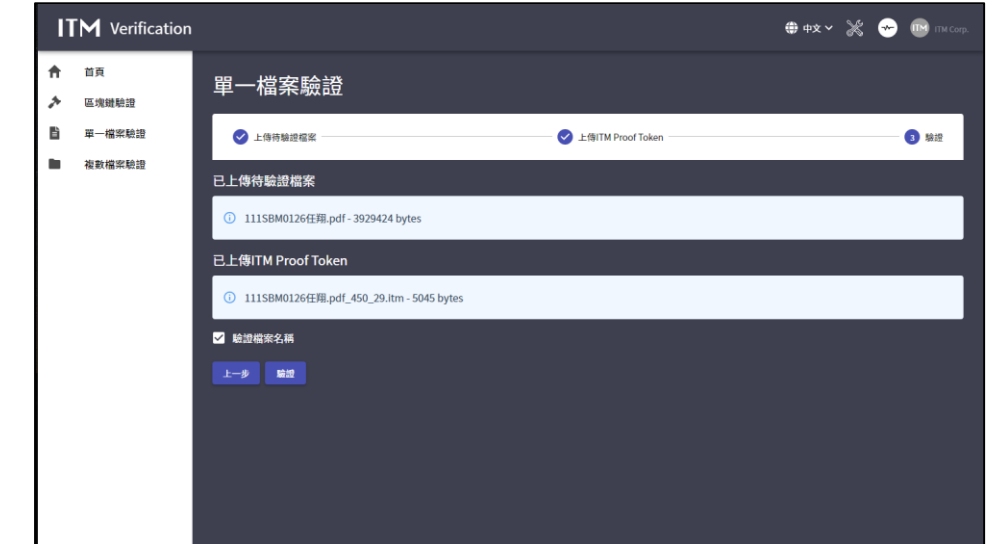 ITM Verification
中文
ITM
ITM Corp.
首頁
區塊鏈驗證
單一檔案驗證
複數檔案驗證
單一檔案驗證
上傳待驗證檔案
上傳ITM Proof Token
3 驗證
已上傳待驗證檔案
111SBM0126任翔.pdf - 3929424 bytes
已上傳ITM Proof Token
111SBM0126任翔.pdf_450_29.itm - 5045 bytes
驗證檔案名稱
上一步
驗證